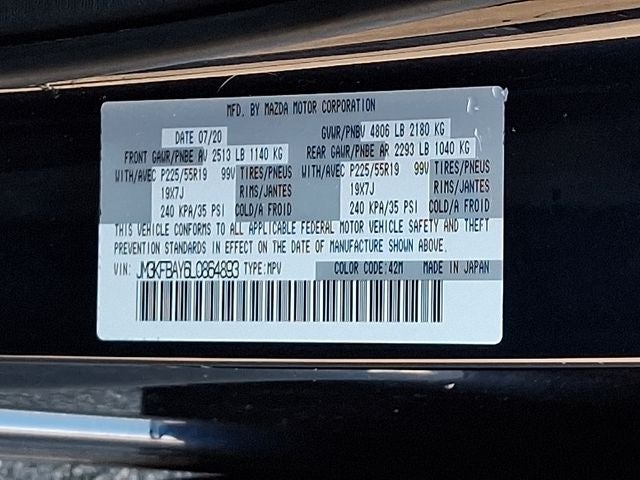 MFD. BY MAZDA MOTOR CORPORATION
DATE 07/20 GVWR/PNBV 4806 LB 2180 KG
FRONT GAWR/PNBE AV 2513 LB 1140 KG REAR GAWR/PNBE AR 2293 LB 1040 KG
WITH/AVEC P225/55R19 99V TIRES/PNEUS WITH/AVEC P225/55R19 99V TIRES/PNEUS
19X7J RIMS/JANTES 19X7J RIMS/JANTES
240 KPA/35 PSI COLD/A FROID 240 KPA/35 PSI COLD/A FROID
THIS VEHICLE CONFORMS TO ALL APPLICABLE FEDERAL MOTOR VEHICLE SAFETY AND THEFT
PREVENTION STANDARDS IN EFFECT ON THE DATE OF MANUFACTURE SHOWN ABOVE.
VIN: JM3KFBAY6L0864893 TYPE:MPV COLOR CODE:42M MADE IN JAPAN